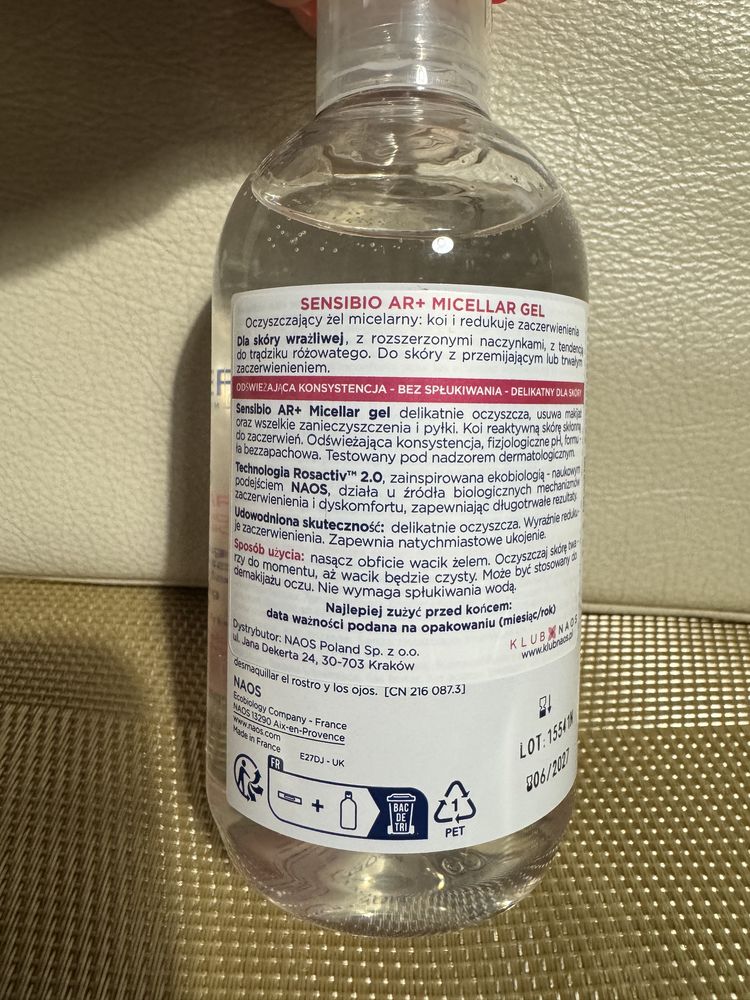 SENSIBIO AR+ MICELLAR GEL
Oczyszczający żel micelarny: koi i redukuje zaczerwienienia
Dla skóry wrażliwej, z rozszerzonymi naczynkami, z tendencją
do trądziku różowatego. Do skóry z przemijającym lub trwałym
zaczerwienieniem.
ODŚWIEŻAJĄCA KONSYSTENCJA - BEZ SPŁUKIWANIA - DELIKATNY DLA SKÓRY
Sensibio AR+ Micellar gel delikatnie oczyszcza, usuwa makijaż
oraz wszelkie zanieczyszczenia i pyłki. Koi reaktywną skórę skłonną
do zaczerwień. Odświeżająca konsystencja, fizjologiczne pH, formu-
ła bezzapachowa. Testowany pod nadzorem dermatologicznym.
Technologia Rosactiv™ 2.0, zainspirowana ekobiologią - naukowym
podejściem NAOS, działa u źródła biologicznych mechanizmów
zaczerwienienia i dyskomfortu, zapewniając długotrwałe rezultaty.
Udowodniona skuteczność: delikatnie oczyszcza. Wyraźnie reduku-
je zaczerwienienia. Zapewnia natychmiastowe ukojenie.
Sposób użycia: nasącz obficie wacik żelem. Oczyszczaj skórę twa-
rzy do momentu, aż wacik będzie czysty. Może być stosowany do
demakijażu oczu. Nie wymaga spłukiwania wodą.
Najlepiej zużyć przed końcem:
data ważności podana na opakowaniu (miesiąc/rok)
Dystrybutor: NAOS Poland Sp. z o.o.
ul. Jana Dekerta 24, 30-703 Kraków
KLUB NAOS
www.klubnaos.pl
desmaquillar el rostro y los ojos. [CN 216 087.3]
NAOS
Ecobiology Company - France
NAOS 13290 Aix-en-Provence
www.naos.com
Made in France
E27DJ - UK
LOT: 15541N
06/2027
FR
+
BAC
DE
TRI
1
PET